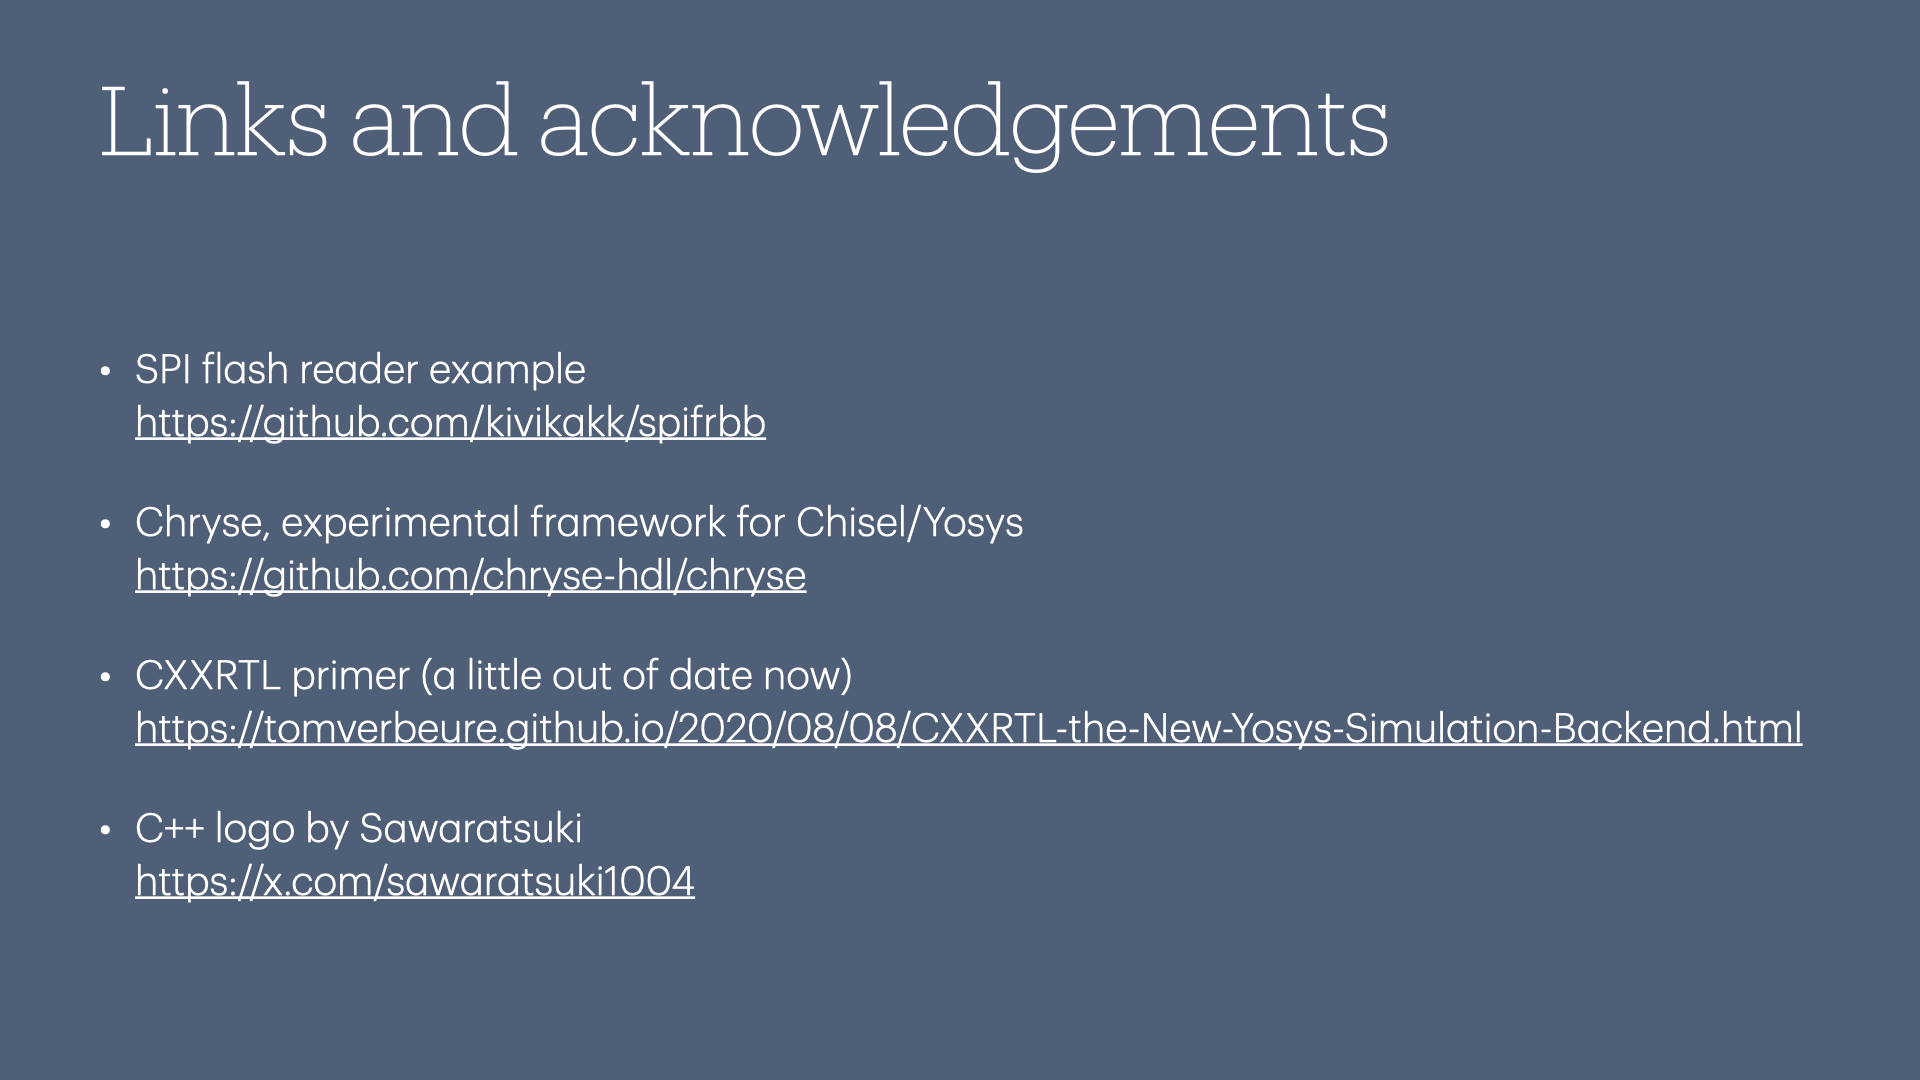 Links and acknowledgements
• SPI flash reader example
https://github.com/kivikakk/spifrbb
• Chryse, experimental framework for Chisel/Yosys
https://github.com/chryse-hdl/chryse
• CXXRTL primer (a little out of date now)
https://tomverbeure.github.io/2020/08/08/CXXRTL-the-New-Yosys-Simulation-Backend.html
• C++ logo by Sawaratsuki
https://x.com/sawaratsuki1004